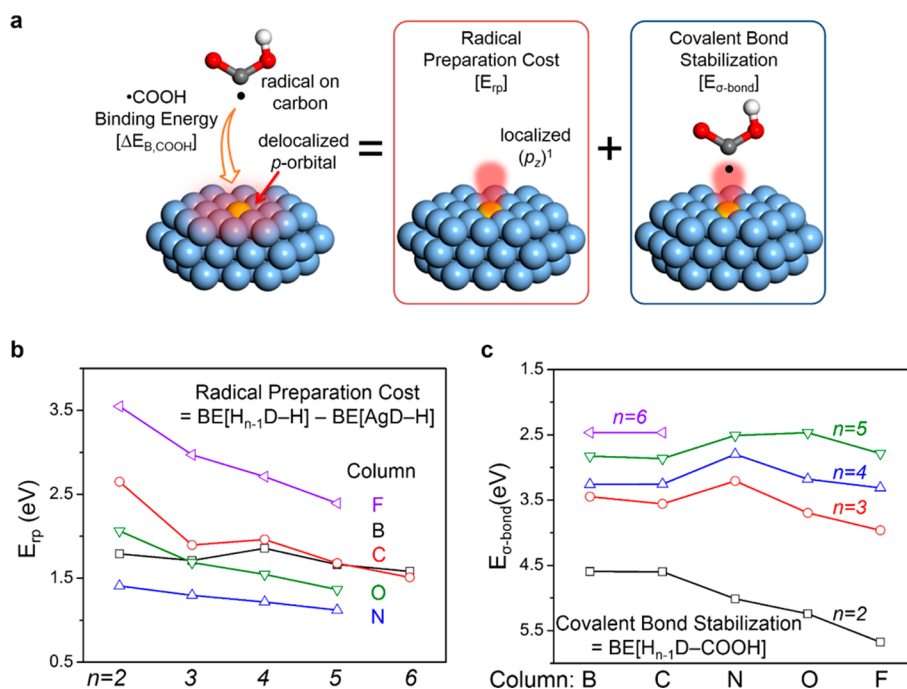 a
•COOH
Binding Energy
[ΔE_B,COOH]
radical on
carbon
delocalized
p-orbital
=
Radical
Preparation Cost
[E_rp]
localized
(p_z)¹
+
Covalent Bond
Stabilization
[E_σ-bond]
b
Radical Preparation Cost
= BE[H_n-1D–H] – BE[AgD–H]
Column
F
B
C
O
N
E_rp (eV)
3.5
2.5
1.5
0.5
n=2 3 4 5 6
c
E_σ-bond(eV)
1.5
2.5
3.5
4.5
5.5
n=6
n=5
n=4
n=3
n=2
Covalent Bond Stabilization
= BE[H_n-1D–COOH]
Column: B C N O F